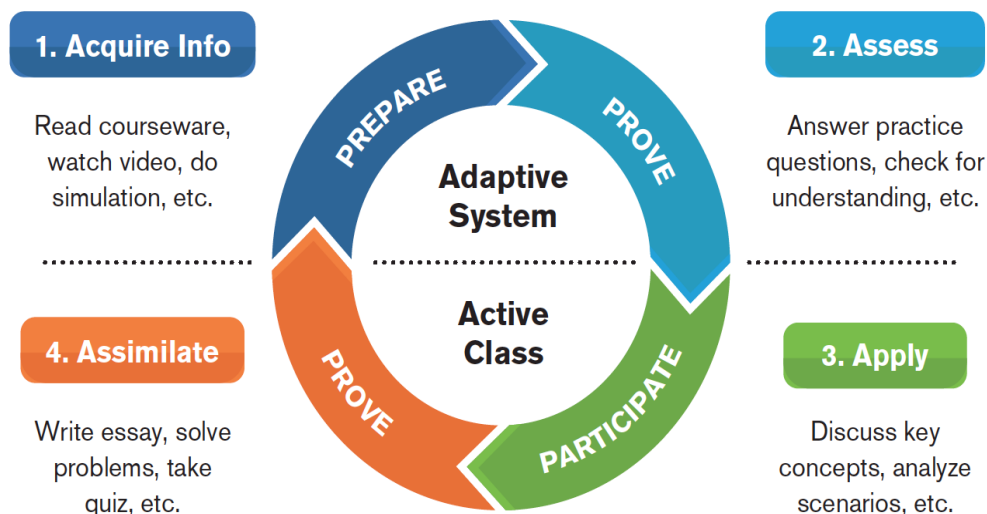 1. Acquire Info
Read courseware,
watch video, do
simulation, etc.
PREPARE
PROVE
2. Assess
Answer practice
questions, check for
understanding, etc.
Adaptive
System
Active
Class
4. Assimilate
Write essay, solve
problems, take
quiz, etc.
PROVE
PARTICIPATE
3. Apply
Discuss key
concepts, analyze
scenarios, etc.